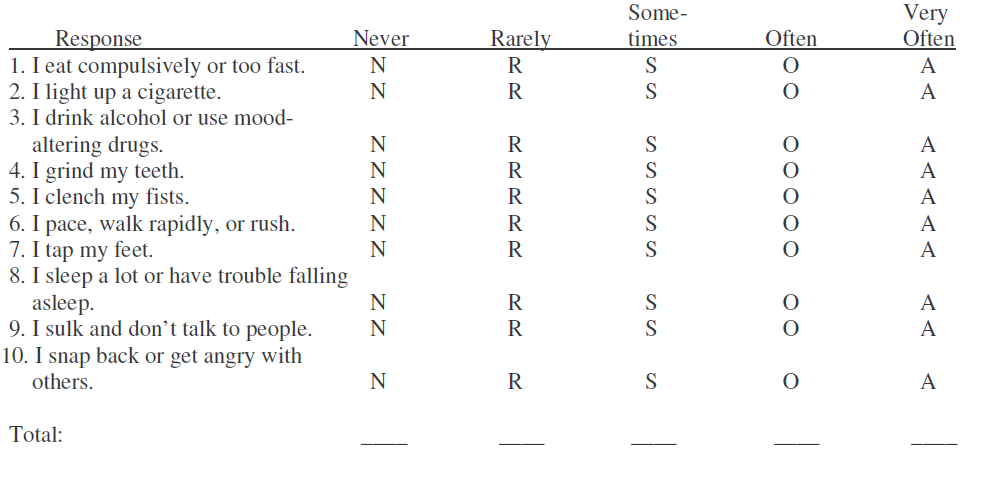 Some- Very
Response Never Rarely times Often Often
1. I eat compulsively or too fast. N R S O A
2. I light up a cigarette. N R S O A
3. I drink alcohol or use mood-
altering drugs. N R S O A
4. I grind my teeth. N R S O A
5. I clench my fists. N R S O A
6. I pace, walk rapidly, or rush. N R S O A
7. I tap my feet. N R S O A
8. I sleep a lot or have trouble falling
asleep. N R S O A
9. I sulk and don’t talk to people. N R S O A
10. I snap back or get angry with
others. N R S O A
Total: ____ ____ ____ ____ ____